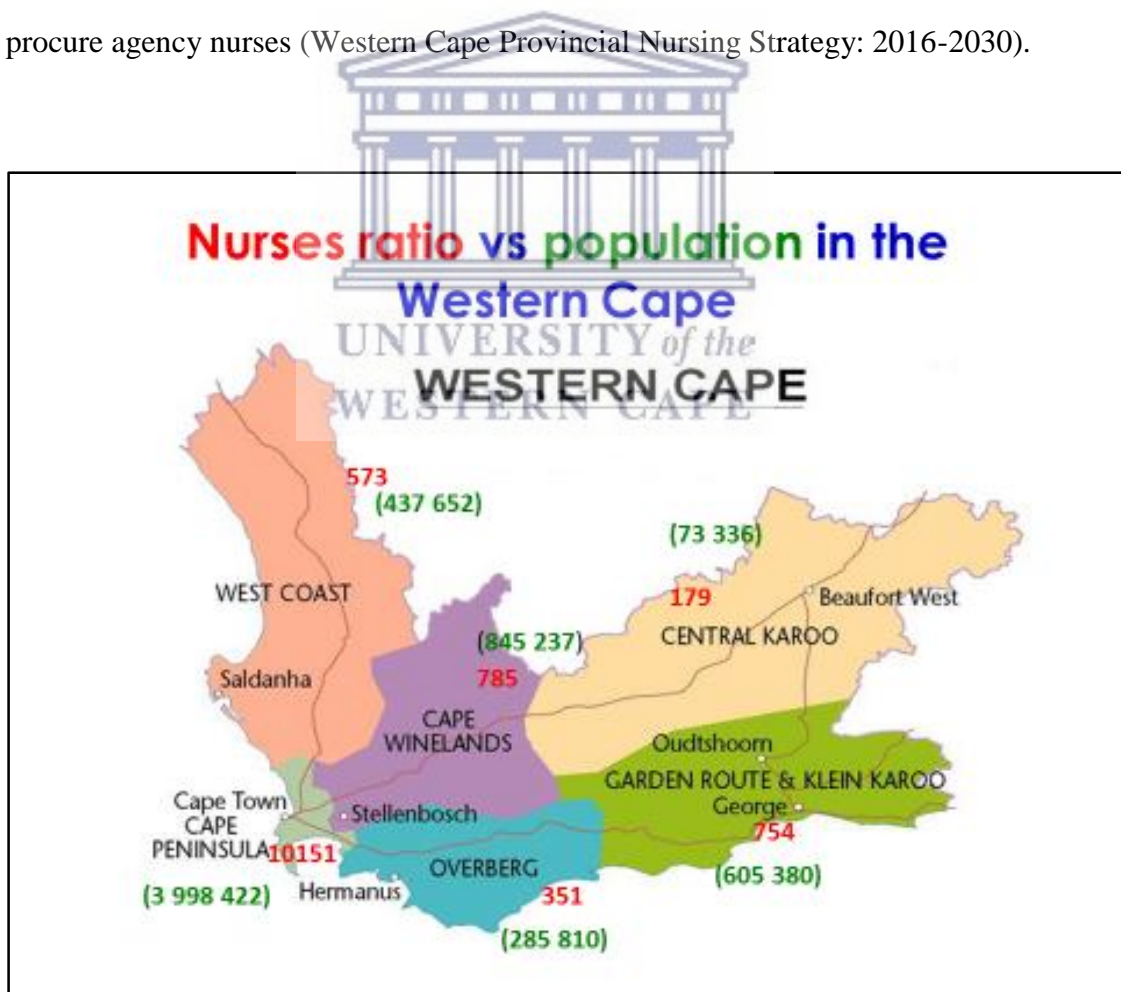 procure agency nurses (Western Cape Provincial Nursing Strategy: 2016-2030).
Nurses ratio vs population in the
Western Cape
UNIVERSITY of the
WESTERN CAPE
WESTERN CAPE
573
(437 652)
(73 336)
WEST COAST
179
Beaufort West
CENTRAL KAROO
(845 237)
785
Saldanha
CAPE
WINELANDS
Oudtshoorn
GARDEN ROUTE & KLEIN KAROO
George
754
(605 380)
Cape Town
CAPE
PENINSULA
10151
(3 998 422)
Stellenbosch
Hermanus
OVERBERG
351
(285 810)